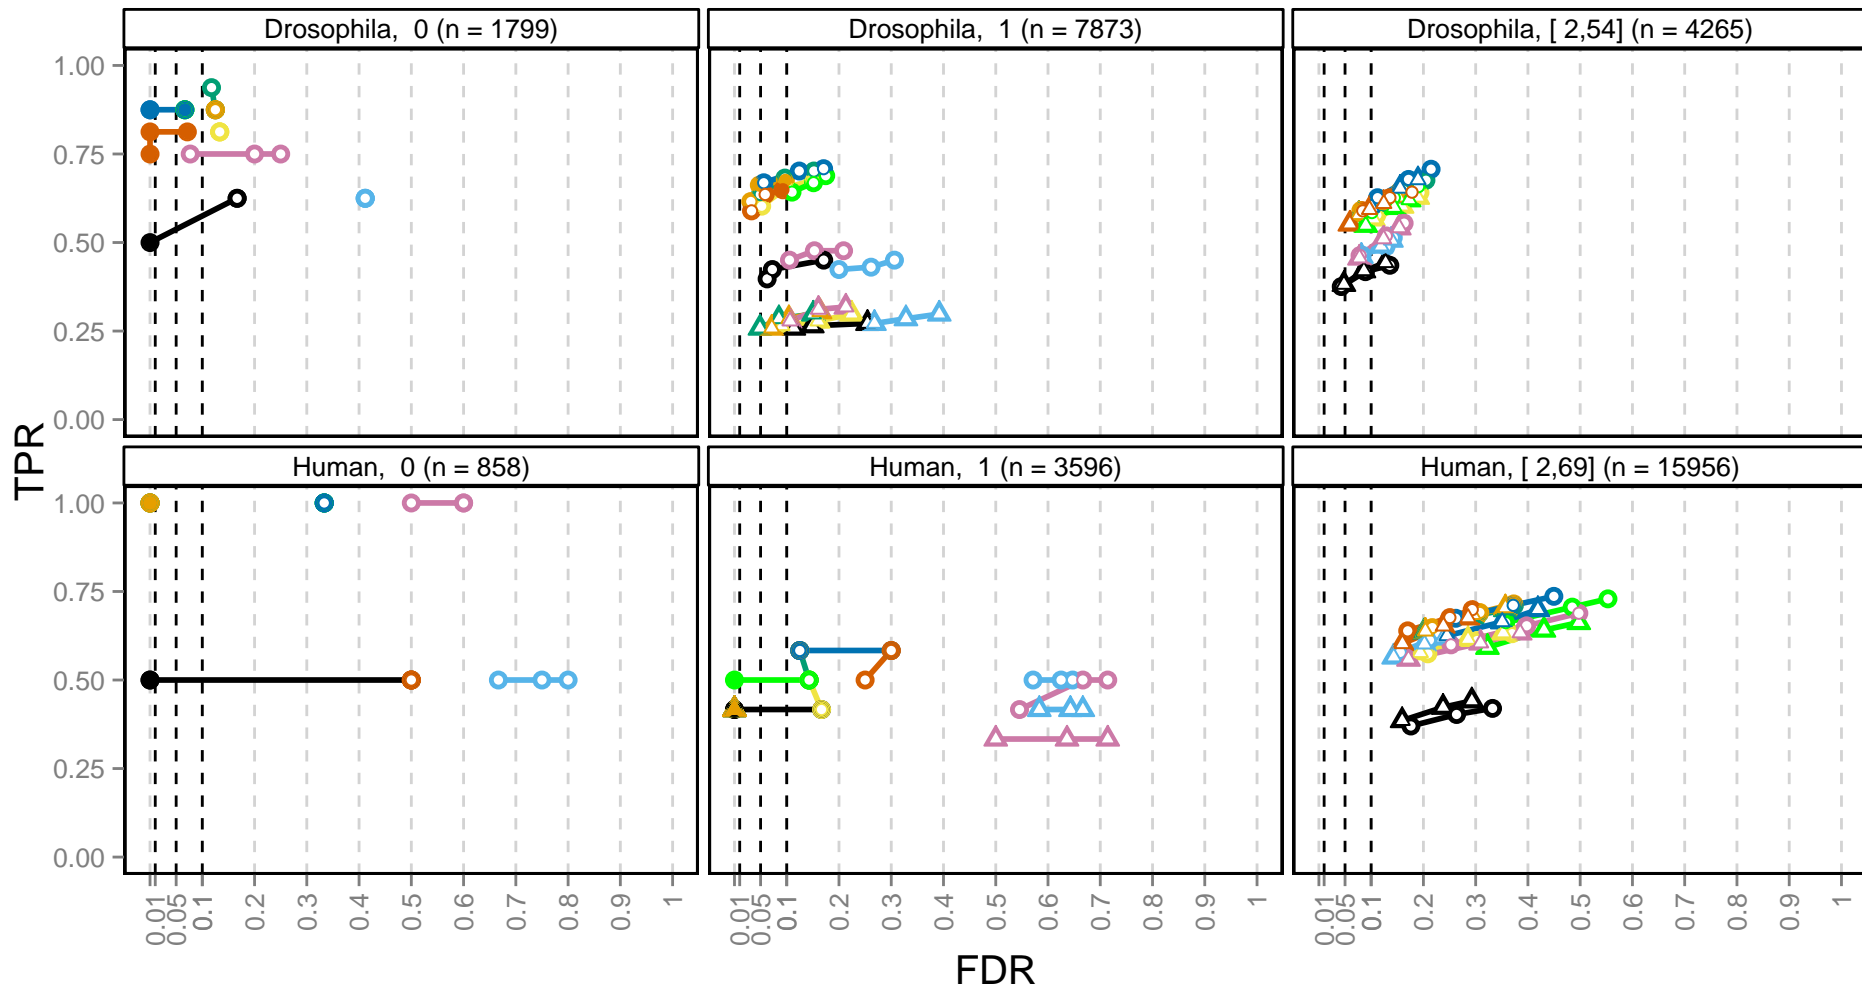 Drosophila,  0 (n = 1799)
Drosophila,  1 (n = 7873)
Drosophila, [ 2,54] (n = 4265)
1.00
0.75
0.50
0.25
0.00
TPR
Human,  0 (n = 858)
Human,  1 (n = 3596)
Human, [ 2,69] (n = 15956)
1.00
0.75
0.50
0.25
0.00
0.01 0.05 0.1 0.2 0.3 0.4 0.5 0.6 0.7 0.8 0.9 1
0.01 0.05 0.1 0.2 0.3 0.4 0.5 0.6 0.7 0.8 0.9 1
0.01 0.05 0.1 0.2 0.3 0.4 0.5 0.6 0.7 0.8 0.9 1
FDR